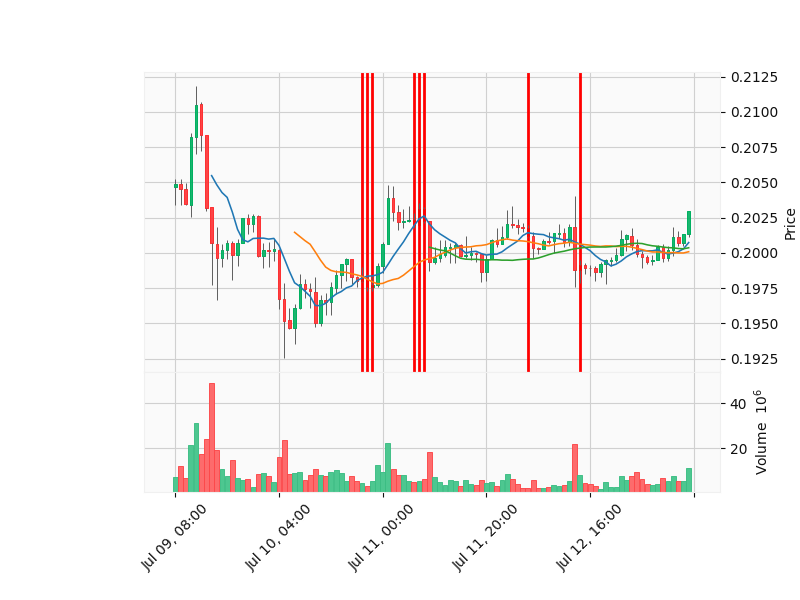 0.2125
0.2100
0.2075
0.2050
0.2025
0.2000
0.1975
0.1950
0.1925
Price
40
20
Volume 10^6
Jul 09, 08:00
Jul 10, 04:00
Jul 11, 00:00
Jul 11, 20:00
Jul 12, 16:00